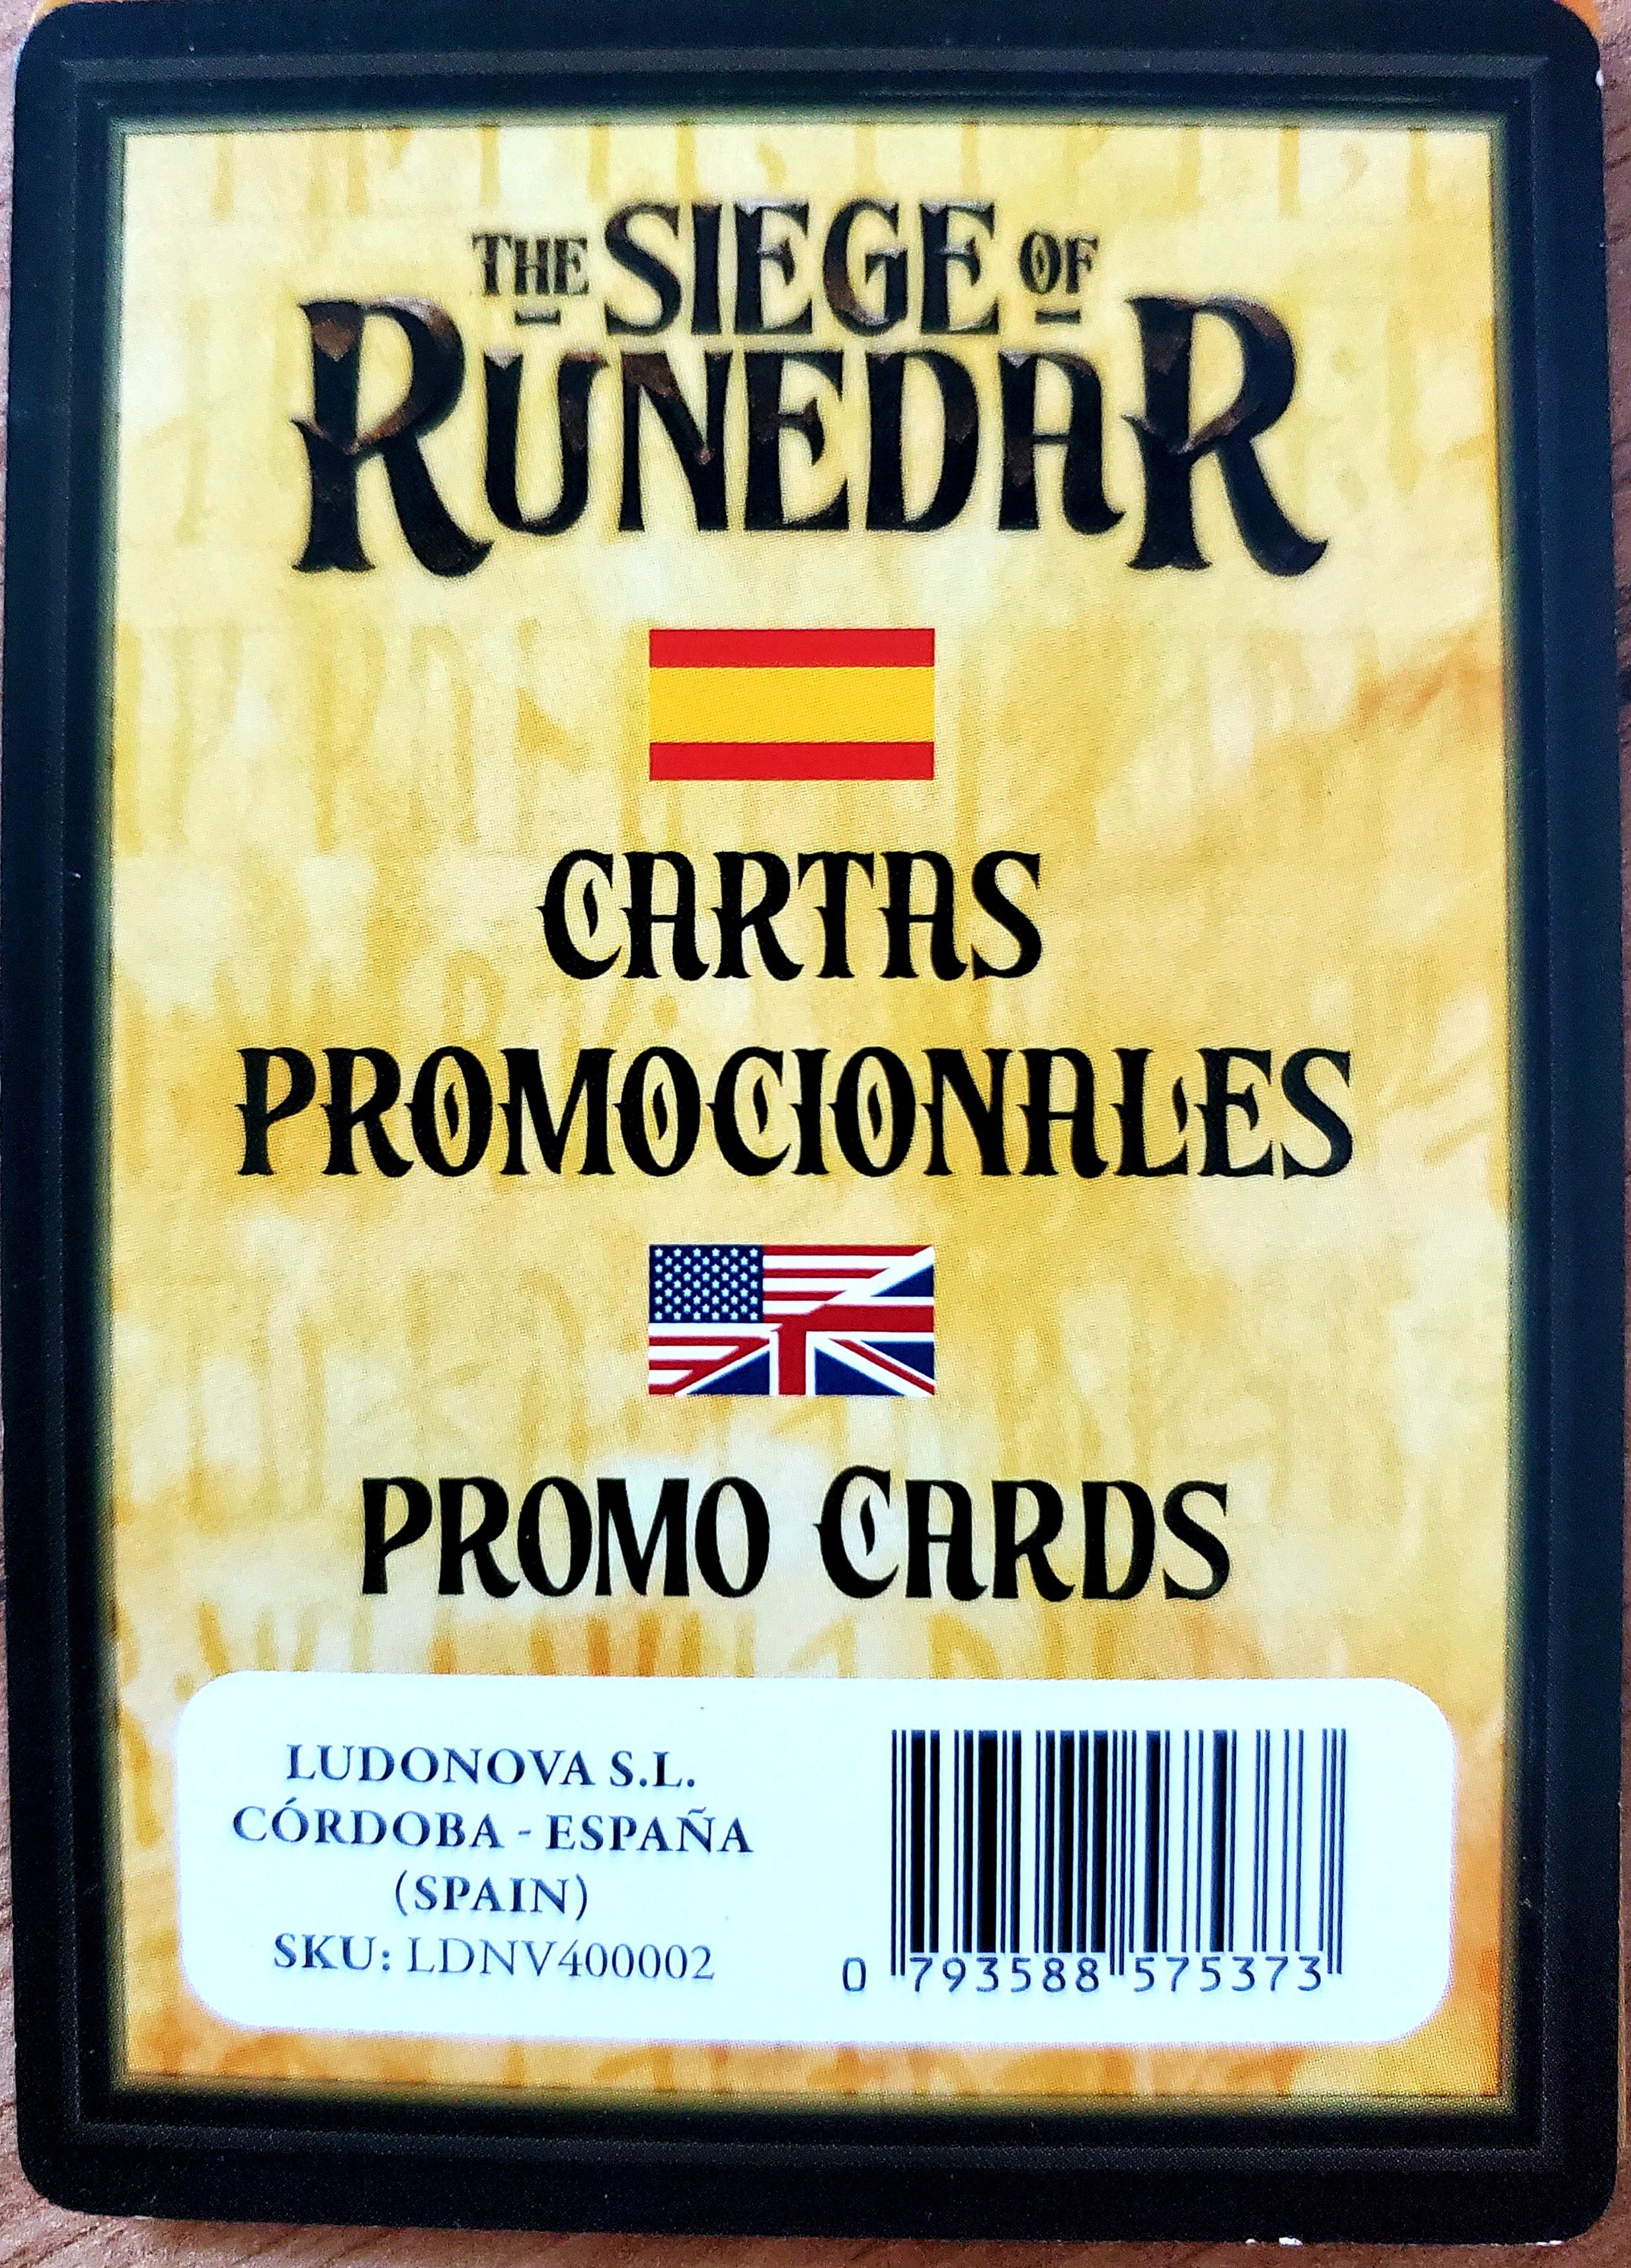 THE SIEGE OF
RUNEDAR
CARTAS
PROMOCIONALES
PROMO CARDS
LUDONOVA S.L.
CÓRDOBA - ESPAÑA
(SPAIN)
SKU: LDNV400002
0 793588 575373